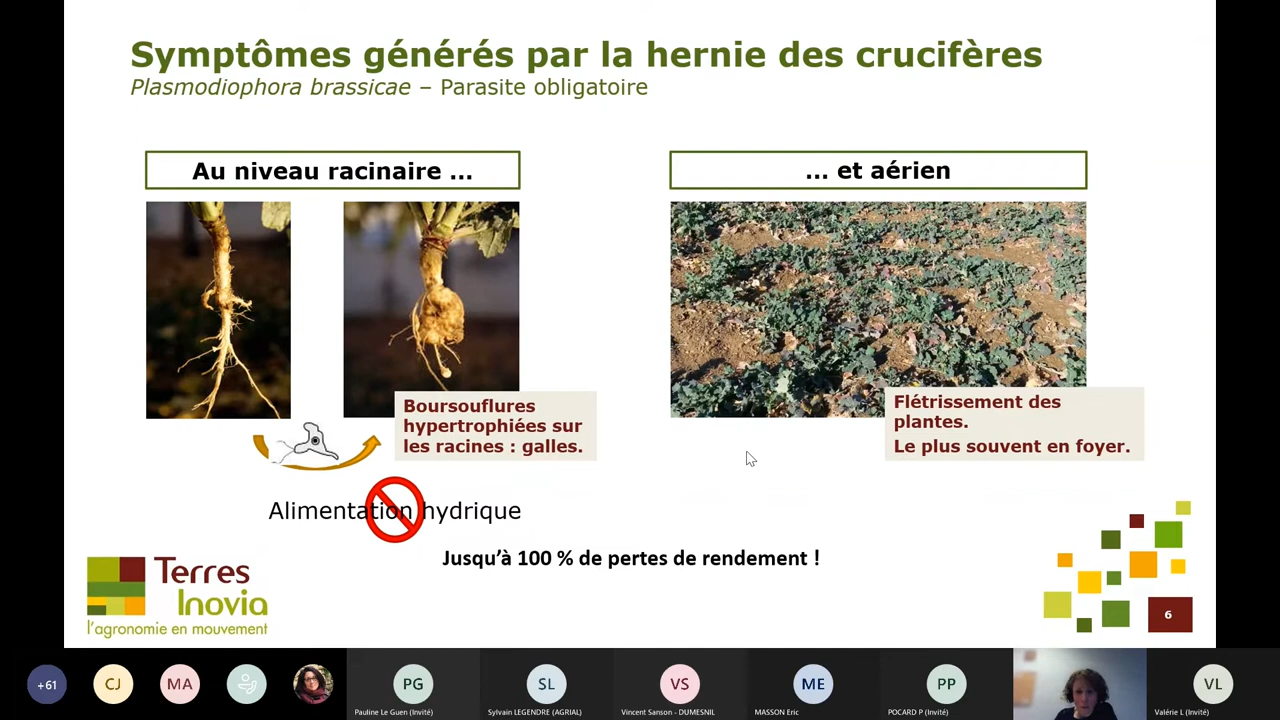 Symptômes générés par la hernie des crucifères
Plasmodiophora brassicae – Parasite obligatoire
Au niveau racinaire ...
... et aérien
Boursouflures
hypertrophiées sur
les racines : galles.
Flétrissement des
plantes.
Le plus souvent en foyer.
Alimentation hydrique
Jusqu'à 100 % de pertes de rendement !
Terres
Inovia
l'agronomie en mouvement
6
+61
CJ
MA
PG
SL
VS
ME
PP
VL
Pauline Le Guen (Invité)
Sylvain LEGENDRE (AGRIAL)
Vincent Sanson - DUMESNIL
MASSON Eric
POCARD P (Invité)
Valérie L (Invité)